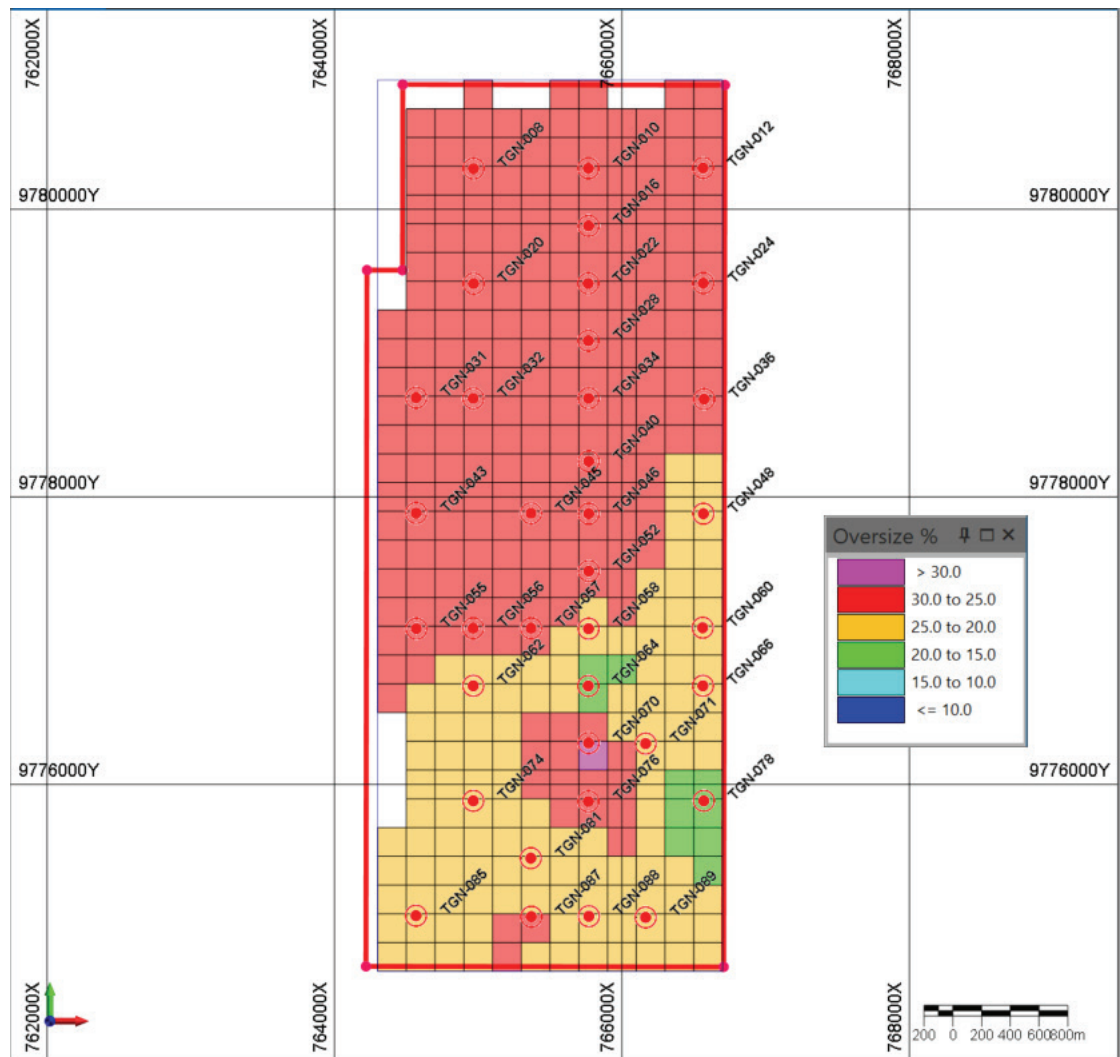 762000X
764000X
766000X
768000X
TGN-008
TGN-010
TGN-012
9780000Y
9780000Y
TGN-016
TGN-020
TGN-022
TGN-024
TGN-028
TGN-031
TGN-032
TGN-034
TGN-036
TGN-040
9778000Y
9778000Y
TGN-043
TGN-045
TGN-046
TGN-048
TGN-052
Oversize %
> 30.0
30.0 to 25.0
25.0 to 20.0
20.0 to 15.0
15.0 to 10.0
<= 10.0
TGN-055
TGN-056
TGN-057
TGN-058
TGN-060
TGN-062
TGN-064
TGN-066
TGN-070
TGN-071
9776000Y
9776000Y
TGN-074
TGN-076
TGN-078
TGN-081
TGN-085
TGN-087
TGN-088
TGN-089
762000X
764000X
766000X
768000X
200 0 200 400 600 800m